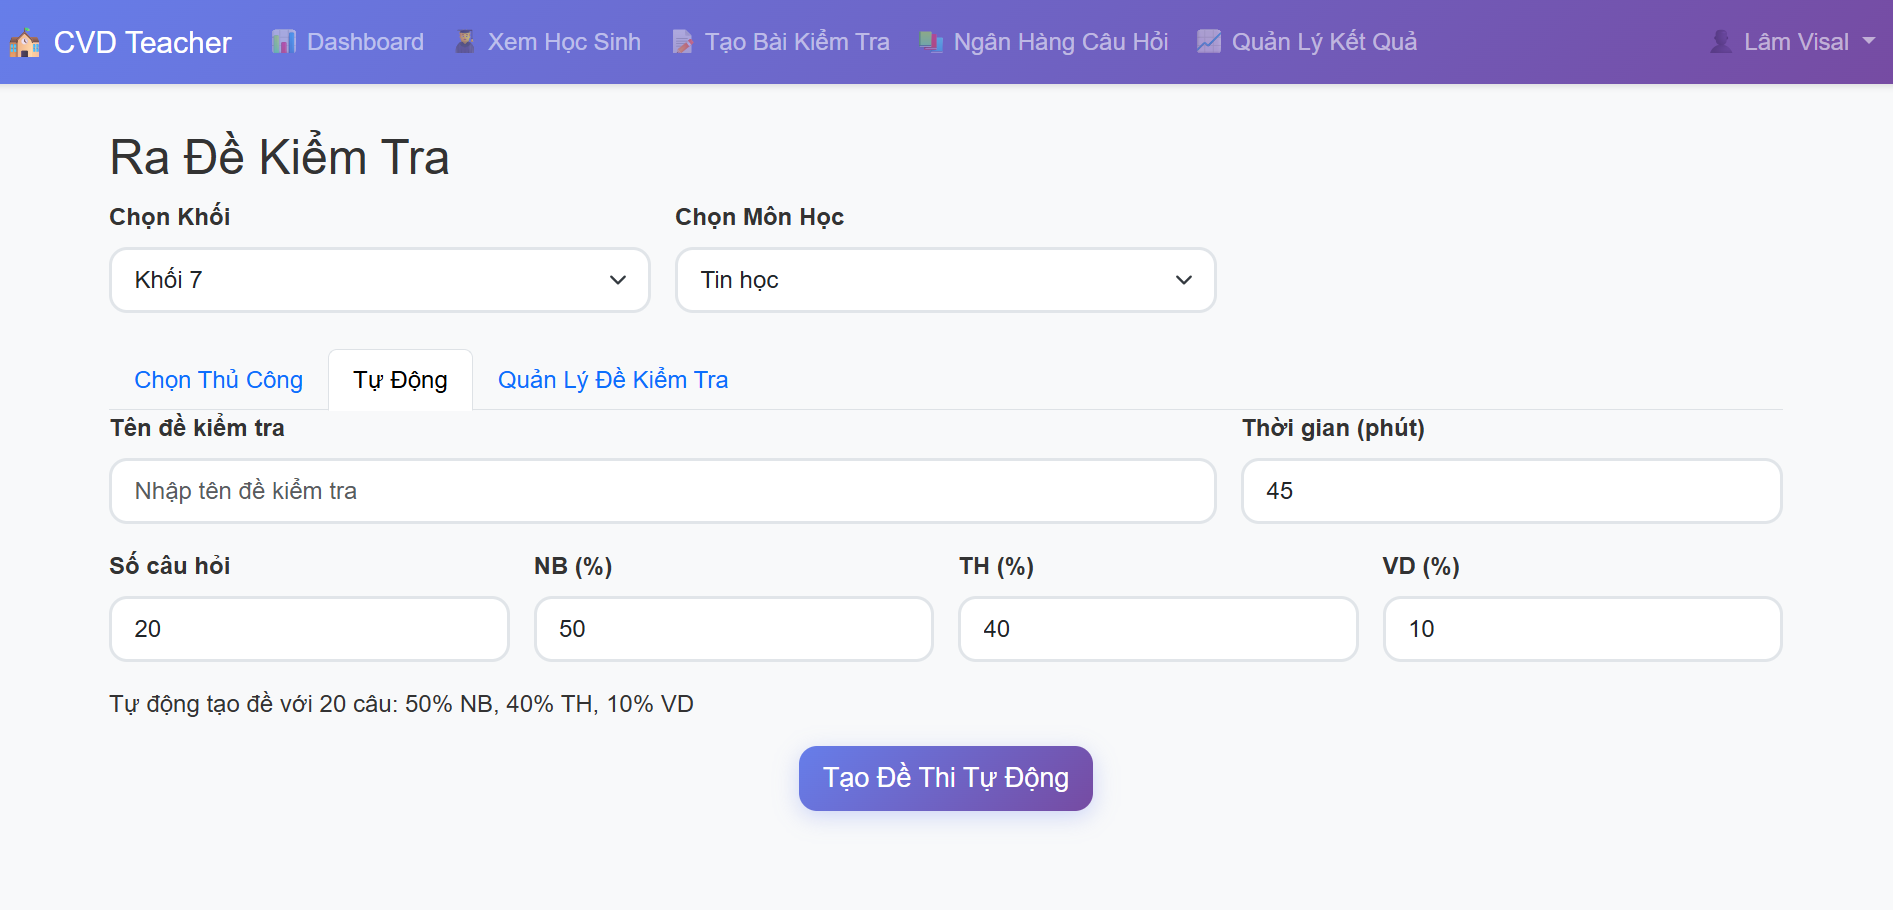 CVD Teacher Dashboard Xem Học Sinh Tạo Bài Kiểm Tra Ngân Hàng Câu Hỏi Quản Lý Kết Quả Lâm Visal
Ra Đề Kiểm Tra
Chọn Khối Chọn Môn Học
Khối 7 Tin học
Chọn Thủ Công Tự Động Quản Lý Đề Kiểm Tra
Tên đề kiểm tra Thời gian (phút)
Nhập tên đề kiểm tra 45
Số câu hỏi NB (%) TH (%) VD (%)
20 50 40 10
Tự động tạo đề với 20 câu: 50% NB, 40% TH, 10% VD
Tạo Đề Thi Tự Động